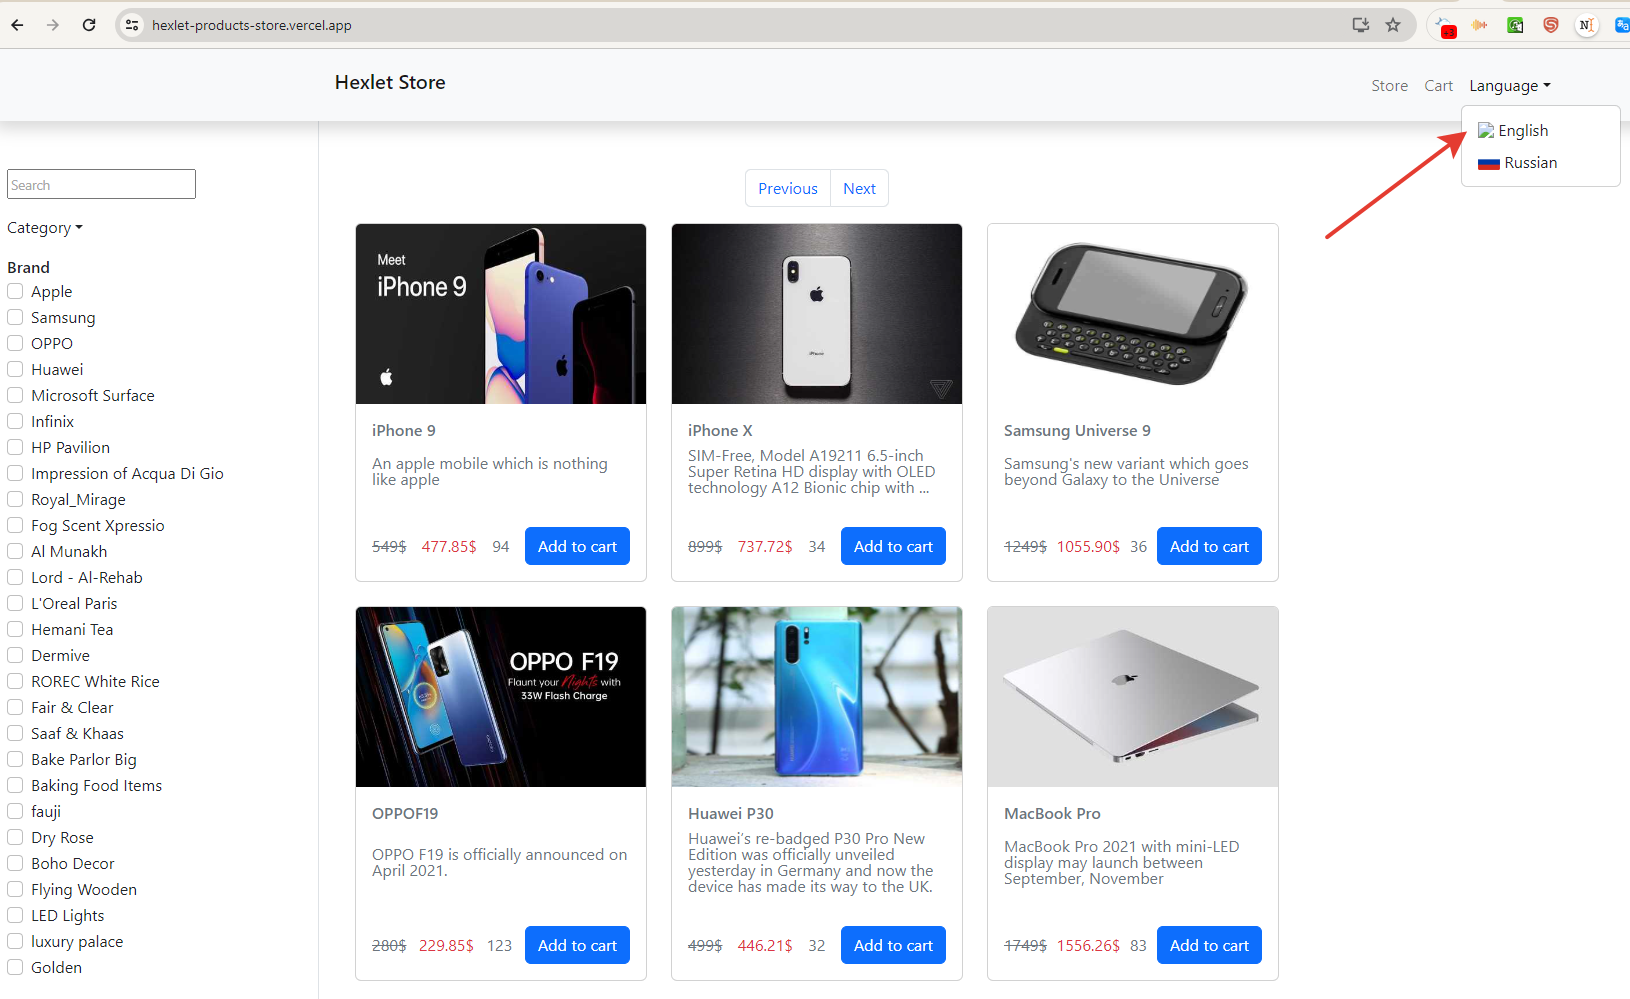 hexlet-products-store.vercel.app
Hexlet Store
Store
Cart
Language
English
Russian
Search
Category
Brand
Apple
Samsung
OPPO
Huawei
Microsoft Surface
Infinix
HP Pavilion
Impression of Acqua Di Gio
Royal_Mirage
Fog Scent Xpressio
Al Munakh
Lord - Al-Rehab
L'Oreal Paris
Hemani Tea
Dermive
ROREC White Rice
Fair & Clear
Saaf & Khaas
Bake Parlor Big
Baking Food Items
fauji
Dry Rose
Boho Decor
Flying Wooden
LED Lights
luxury palace
Golden
Previous
Next
Meet
iPhone 9
iPhone 9
An apple mobile which is nothing
like apple
549$ 477.85$ 94 Add to cart
iPhone
iPhone X
SIM-Free, Model A19211 6.5-inch
Super Retina HD display with OLED
technology A12 Bionic chip with ...
899$ 737.72$ 34 Add to cart
Samsung Universe 9
Samsung's new variant which goes
beyond Galaxy to the Universe
1249$ 1055.90$ 36 Add to cart
OPPO F19
Flaunt your Nights with
33W Flash Charge
OPPOF19
OPPO F19 is officially announced on
April 2021.
280$ 229.85$ 123 Add to cart
Huawei P30
Huawei’s re-badged P30 Pro New
Edition was officially unveiled
yesterday in Germany and now the
device has made its way to the UK.
499$ 446.21$ 32 Add to cart
MacBook Pro
MacBook Pro 2021 with mini-LED
display may launch between
September, November
1749$ 1556.26$ 83 Add to cart